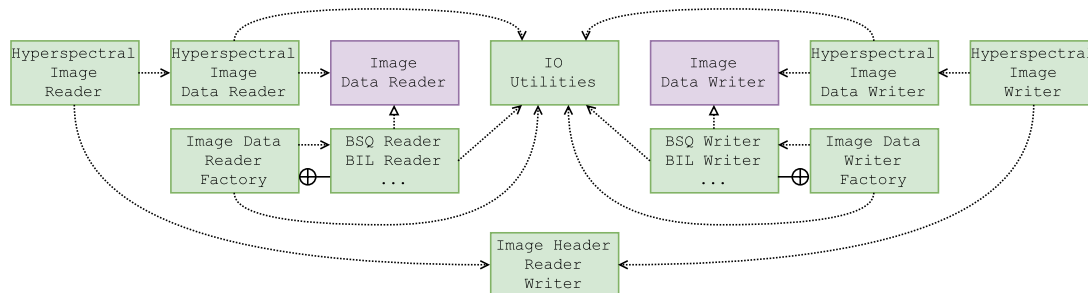 Hyperspectral
Image
Reader
Hyperspectral
Image
Data Reader
Image
Data Reader
IO
Utilities
Image
Data Writer
Hyperspectral
Image
Data Writer
Hyperspectral
Image
Writer
Image Data
Reader
Factory
BSQ Reader
BIL Reader
...
BSQ Writer
BIL Writer
...
Image Data
Writer
Factory
Image Header
Reader
Writer